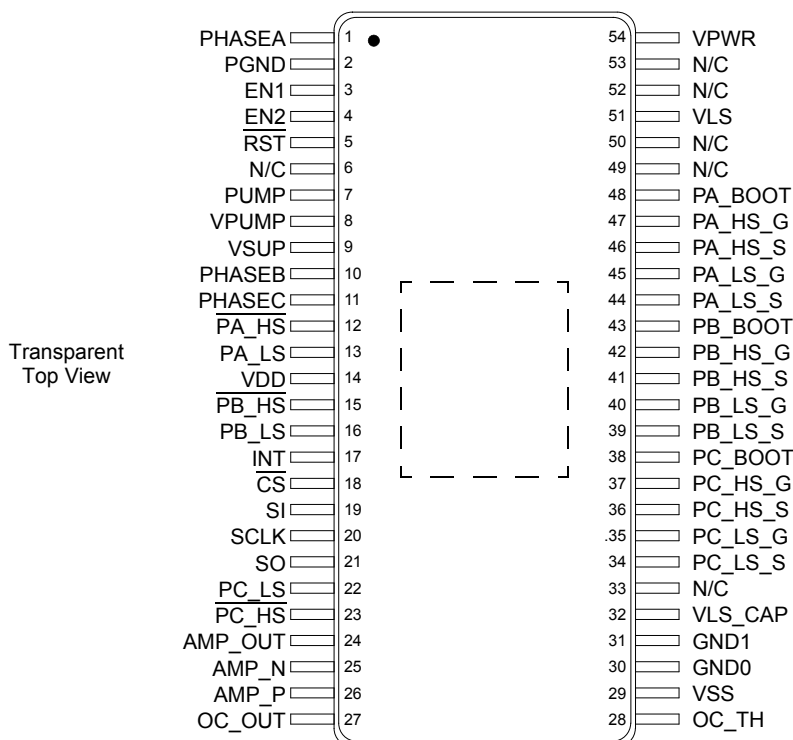 PHASEA 1 54 VPWR
PGND 2 53 N/C
EN1 3 52 N/C
EN2 4 51 VLS
RST 5 50 N/C
N/C 6 49 N/C
PUMP 7 48 PA_BOOT
VPUMP 8 47 PA_HS_G
VSUP 9 46 PA_HS_S
PHASEB 10 45 PA_LS_G
PHASEC 11 44 PA_LS_S
PA_HS 12 43 PB_BOOT
Transparent
Top View
PA_LS 13 42 PB_HS_G
VDD 14 41 PB_HS_S
PB_HS 15 40 PB_LS_G
PB_LS 16 39 PB_LS_S
INT 17 38 PC_BOOT
CS 18 37 PC_HS_G
SI 19 36 PC_HS_S
SCLK 20 .35 PC_LS_G
SO 21 34 PC_LS_S
PC_LS 22 33 N/C
PC_HS 23 32 VLS_CAP
AMP_OUT 24 31 GND1
AMP_N 25 30 GND0
AMP_P 26 29 VSS
OC_OUT 27 28 OC_TH